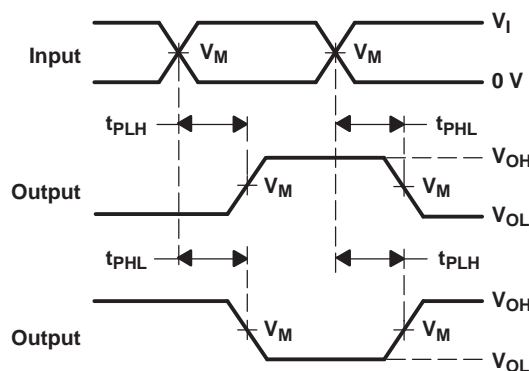 V_I
Input
V_M
V_M
0 V
t_PLH
t_PHL
V_OH
Output
V_M
V_M
V_OL
t_PHL
t_PLH
V_OH
Output
V_M
V_M
V_OL